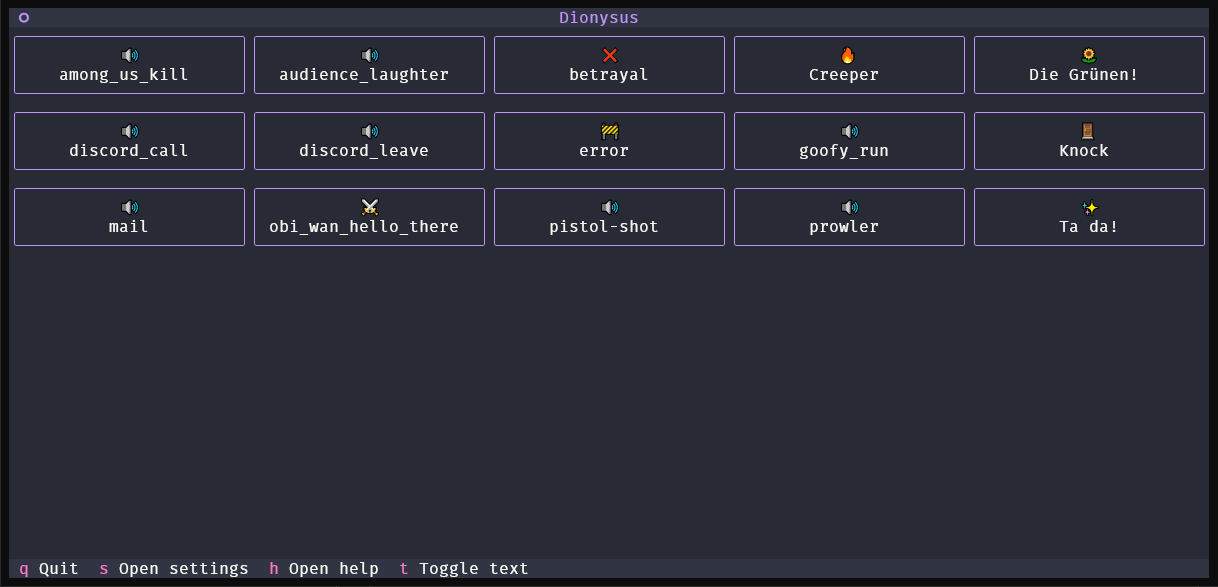 Dionysus
among_us_kill audience_laughter betrayal Creeper Die Grünen!
discord_call discord_leave error goofy_run Knock
mail obi_wan_hello_there pistol-shot prowler Ta da!
q Quit s Open settings h Open help t Toggle text